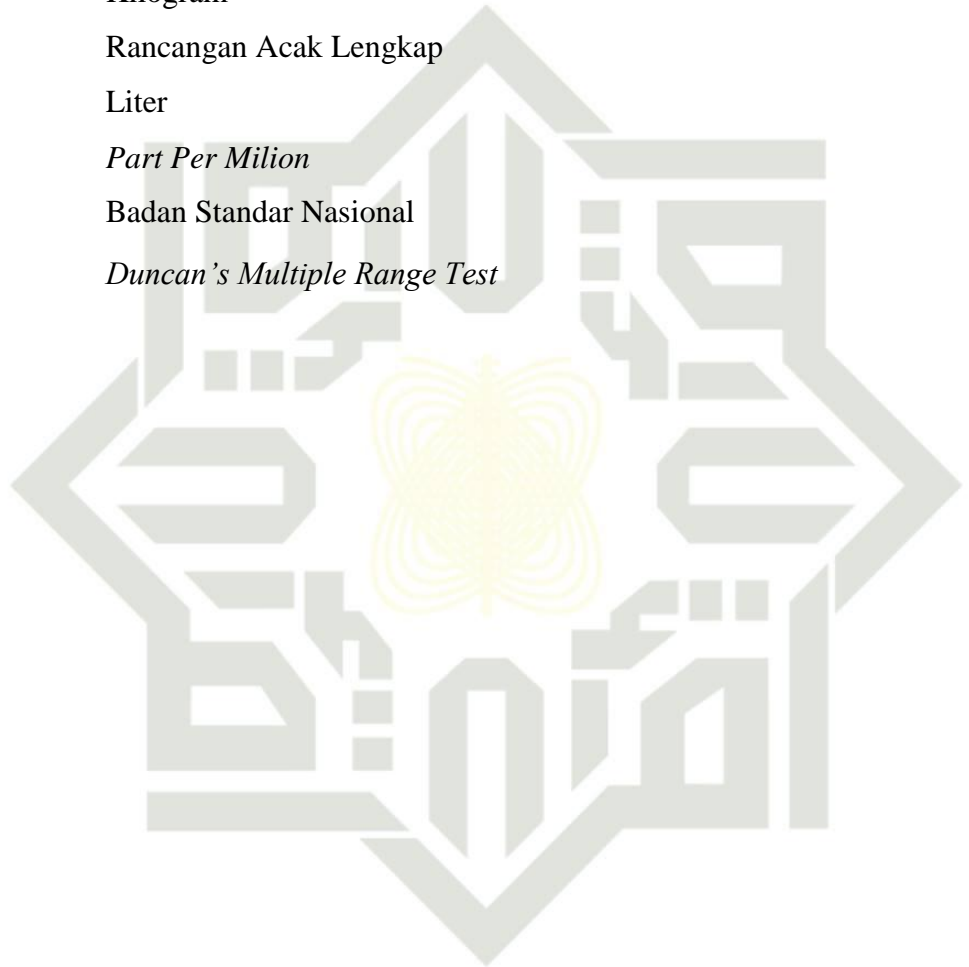 Kilogram
Rancangan Acak Lengkap
Liter
Part Per Milion
Badan Standar Nasional
Duncan’s Multiple Range Test